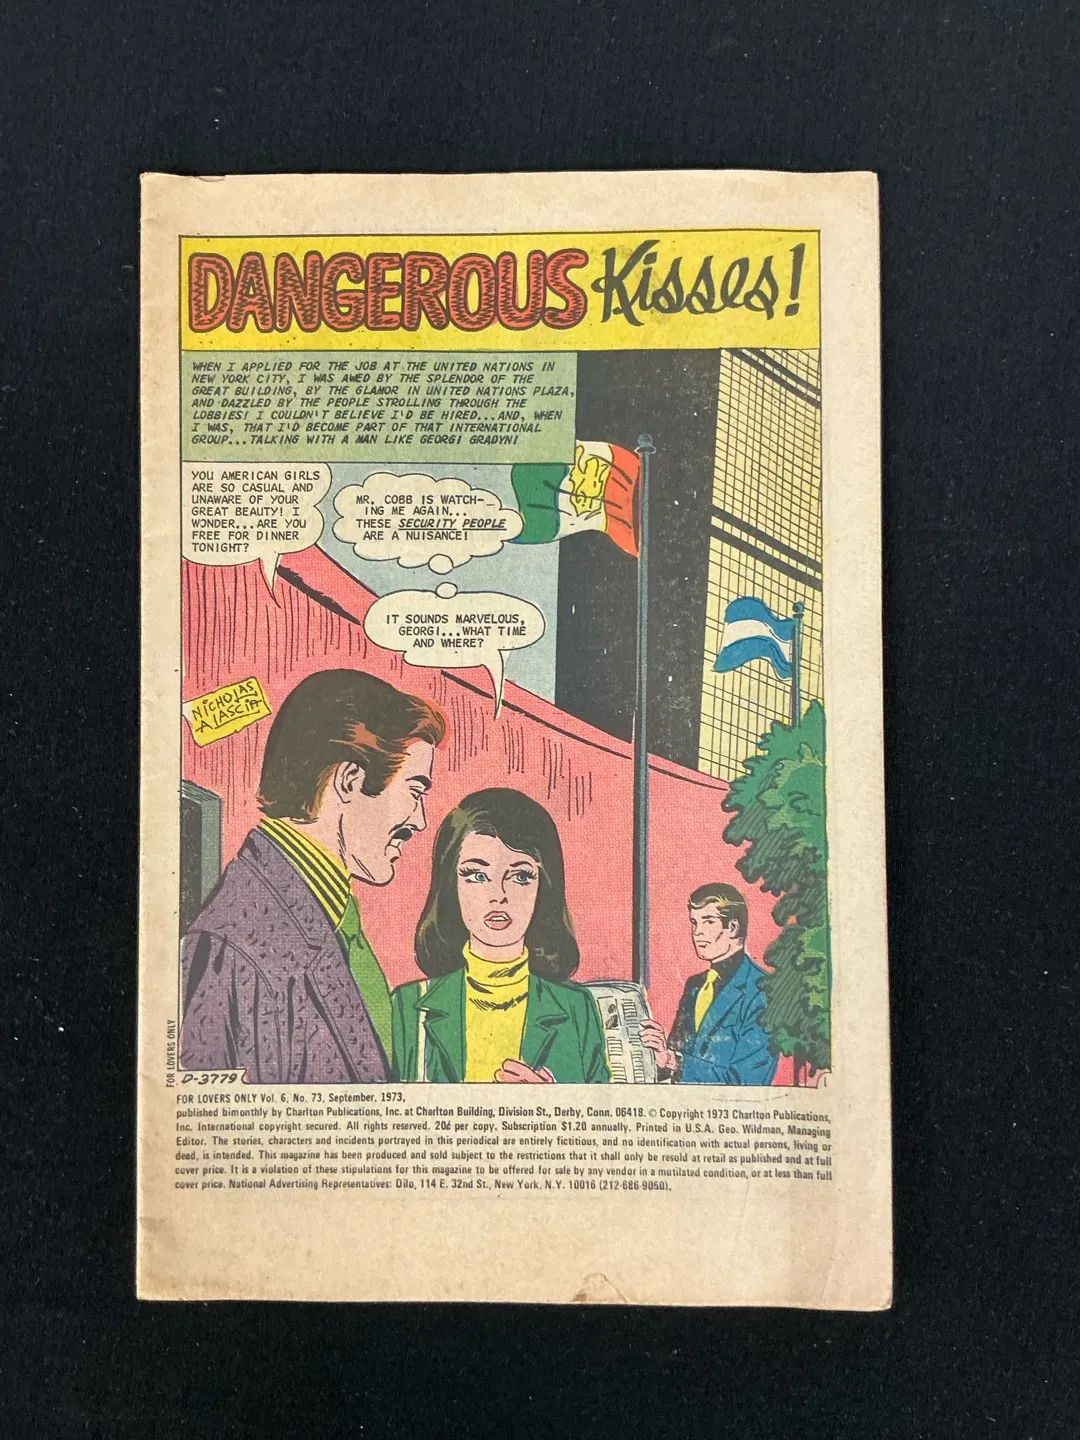 DANGEROUS Kisses!
WHEN I APPLIED FOR THE JOB AT THE UNITED NATIONS IN
NEW YORK CITY, I WAS AWED BY THE SPLENDOR OF THE
GREAT BUILDING, BY THE GLAMOR IN UNITED NATIONS PLAZA,
AND DAZZLED BY THE PEOPLE STROLLING THROUGH THE
LOBBIES! I COULDN'T BELIEVE I'D BE HIRED...AND, WHEN
I WAS, THAT I'D BECOME PART OF THAT INTERNATIONAL
GROUP...TALKING WITH A MAN LIKE GEORGI GRADYN!
YOU AMERICAN GIRLS
ARE SO CASUAL AND
UNAWARE OF YOUR
GREAT BEAUTY! I
WONDER...ARE YOU
FREE FOR DINNER
TONIGHT?
MR. COBB IS WATCH-
ING ME AGAIN...
THESE SECURITY PEOPLE
ARE A NUISANCE!
IT SOUNDS MARVELOUS,
GEORGI...WHAT TIME
AND WHERE?
NICHOLAS
ALASCIA
FOR LOVERS ONLY
D-3779
1
FOR LOVERS ONLY Vol. 6, No. 73, September, 1973,
published bimonthly by Charlton Publications, Inc. at Charlton Building, Division St., Derby, Conn. 06418. © Copyright 1973 Charlton Publications,
Inc. International copyright secured. All rights reserved. 20¢ per copy. Subscription $1.20 annually. Printed in U.S.A. Geo. Wildman, Managing
Editor. The stories, characters and incidents portrayed in this periodical are entirely fictitious, and no identification with actual persons, living or
dead, is intended. This magazine has been produced and sold subject to the restrictions that it shall only be resold at retail as published and at full
cover price. It is a violation of these stipulations for this magazine to be offered for sale by any vendor in a mutilated condition, or at less than full
cover price. National Advertising Representatives: Dilo, 114 E. 32nd St., New York, N.Y. 10016 (212-686-9050).